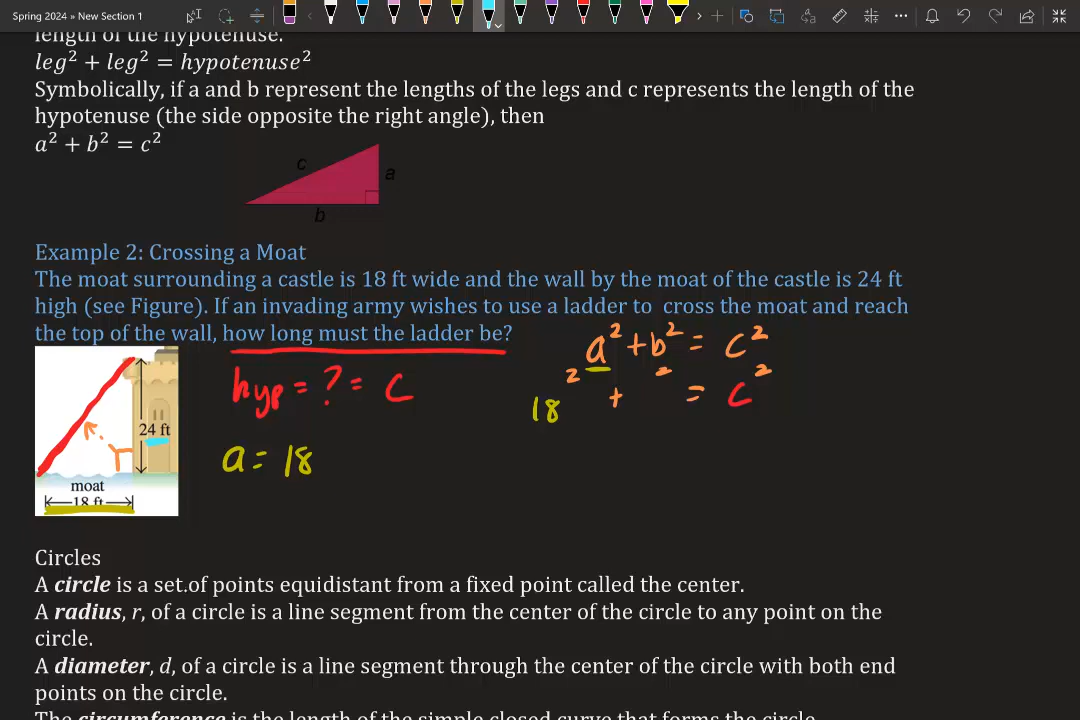 Spring 2024 » New Section 1
length of the hypotenuse.
leg² + leg² = hypotenuse²
Symbolically, if a and b represent the lengths of the legs and c represents the length of the
hypotenuse (the side opposite the right angle), then
a² + b² = c²
c
a
b
Example 2: Crossing a Moat
The moat surrounding a castle is 18 ft wide and the wall by the moat of the castle is 24 ft
high (see Figure). If an invading army wishes to use a ladder to cross the moat and reach
the top of the wall, how long must the ladder be?
a² + b² = c²
hyp = ? = c
18² + ² = c²
24 ft
a = 18
moat
18 ft
Circles
A circle is a set.of points equidistant from a fixed point called the center.
A radius, r, of a circle is a line segment from the center of the circle to any point on the
circle.
A diameter, d, of a circle is a line segment through the center of the circle with both end
points on the circle.
The circumference is the length of the simple closed curve that forms the circle